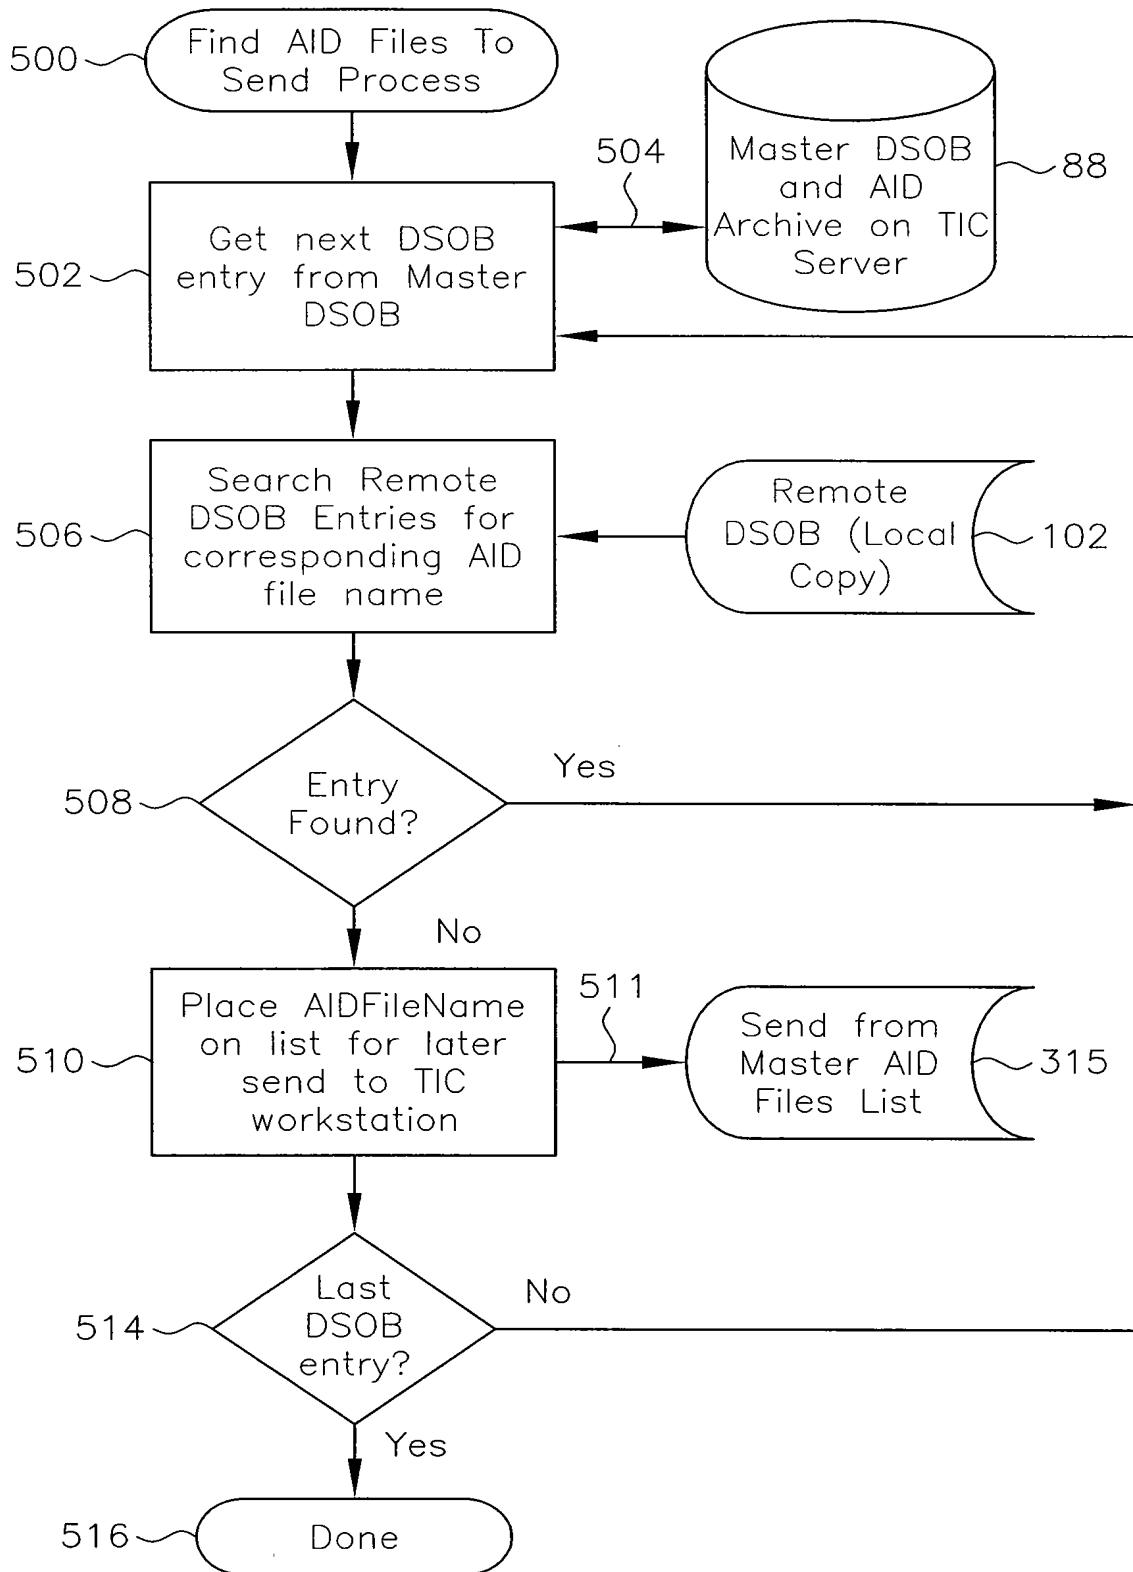 500
Find AID Files To
Send Process
504
Master DSOB
and AID
Archive on TIC
Server
88
502
Get next DSOB
entry from Master
DSOB
506
Search Remote
DSOB Entries for
corresponding AID
file name
Remote
DSOB (Local
Copy)
102
508
Entry
Found?
Yes
No
510
Place AIDFileName
on list for later
send to TIC
workstation
511
Send from
Master AID
Files List
315
514
Last
DSOB
entry?
No
Yes
516
Done